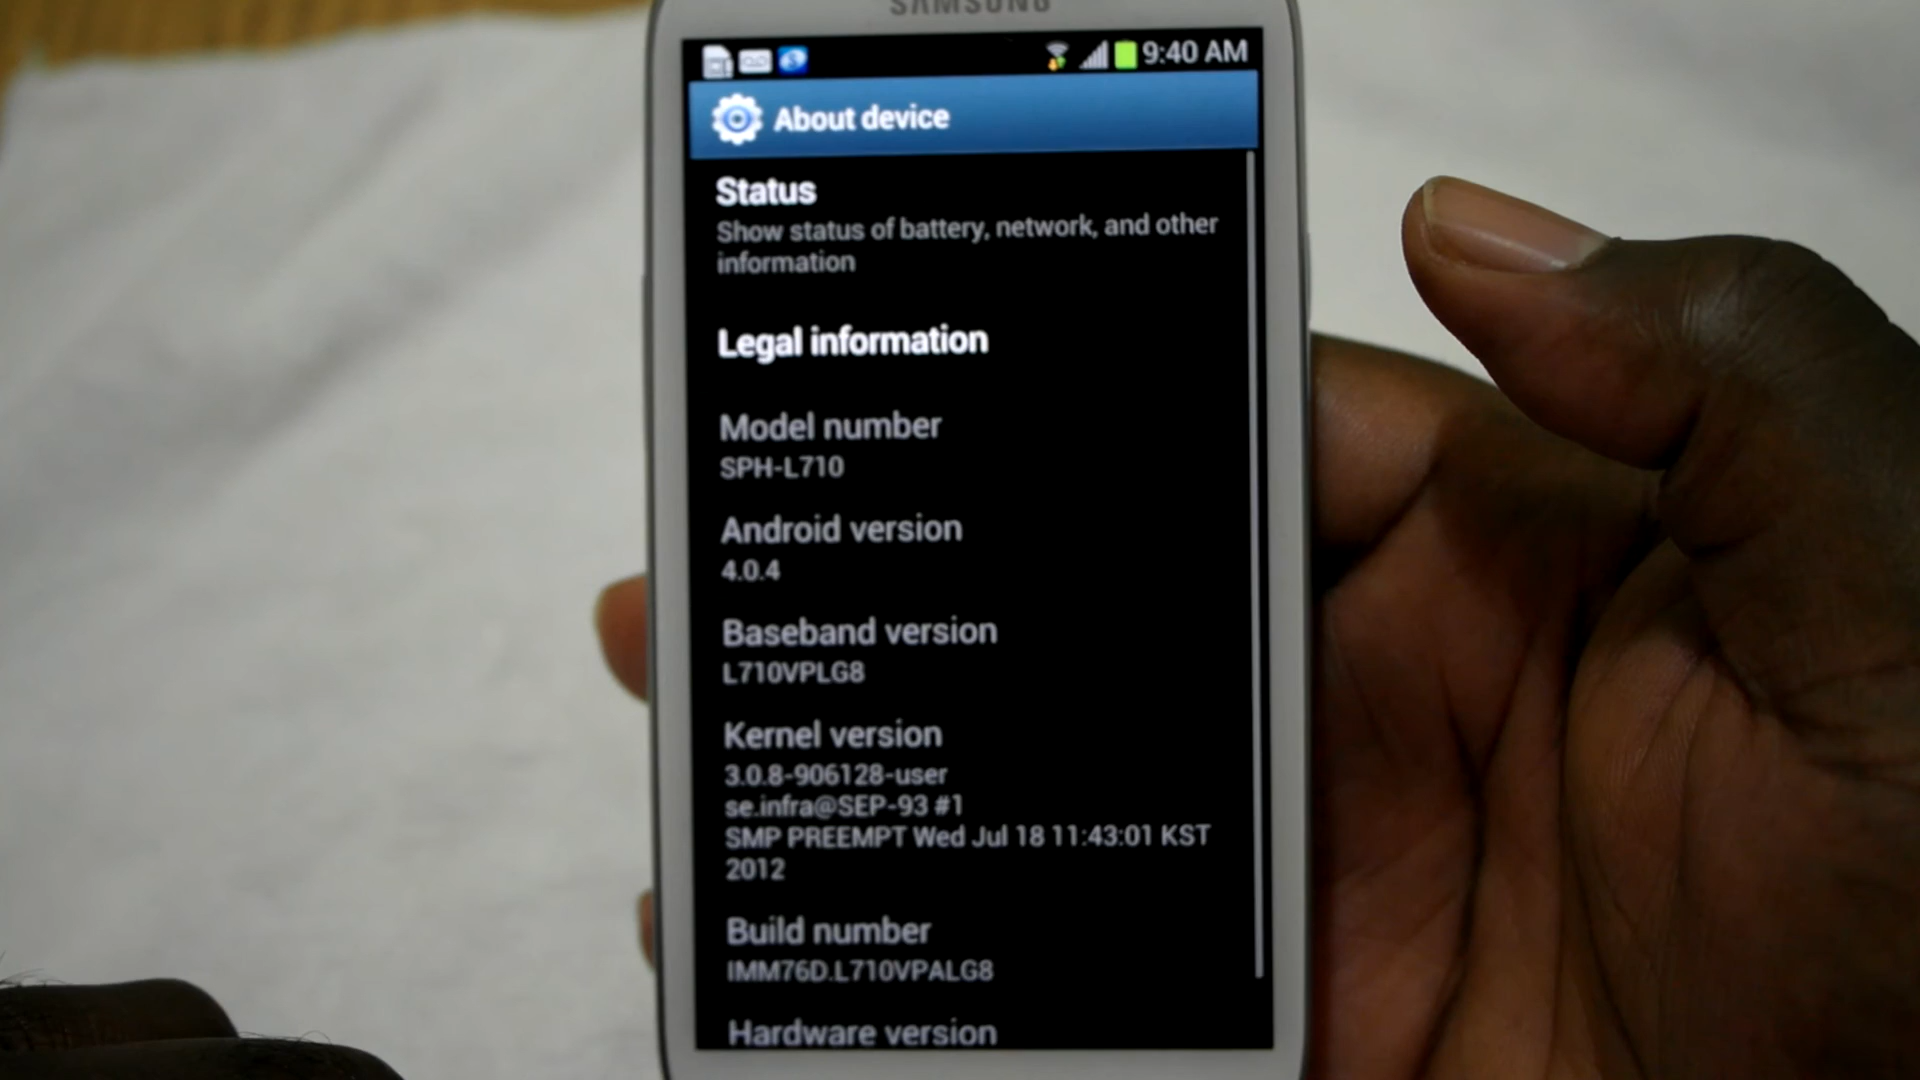 SAMSUNG
9:40 AM
About device
Status
Show status of battery, network, and other
information
Legal information
Model number
SPH-L710
Android version
4.0.4
Baseband version
L710VPLG8
Kernel version
3.0.8-906128-user
se.infra@SEP-93 #1
SMP PREEMPT Wed Jul 18 11:43:01 KST
2012
Build number
IMM76D.L710VPALG8
Hardware version